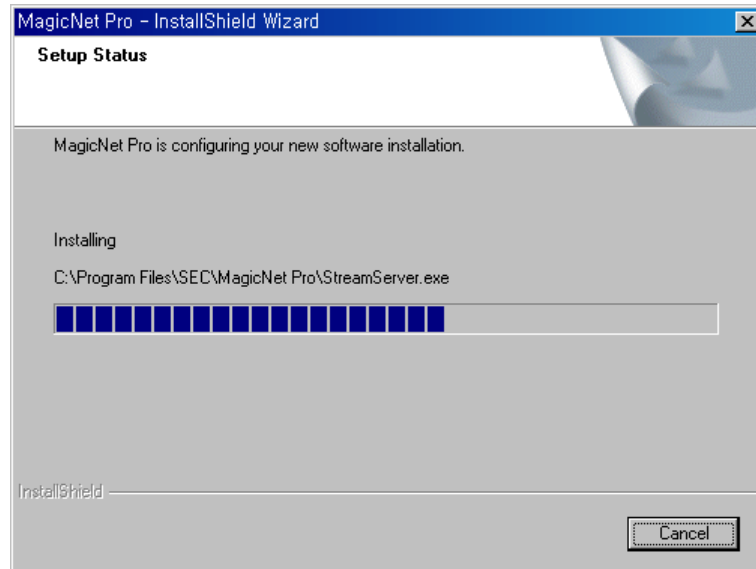 MagicNet Pro - InstallShield Wizard
Setup Status
MagicNet Pro is configuring your new software installation.
Installing
C:\Program Files\SEC\MagicNet Pro\StreamServer.exe
InstallShield
Cancel